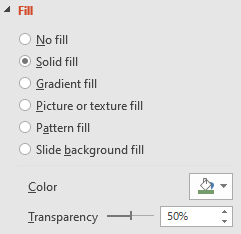 Fill
No fill
Solid fill
Gradient fill
Picture or texture fill
Pattern fill
Slide background fill
Color
Transparency 50%